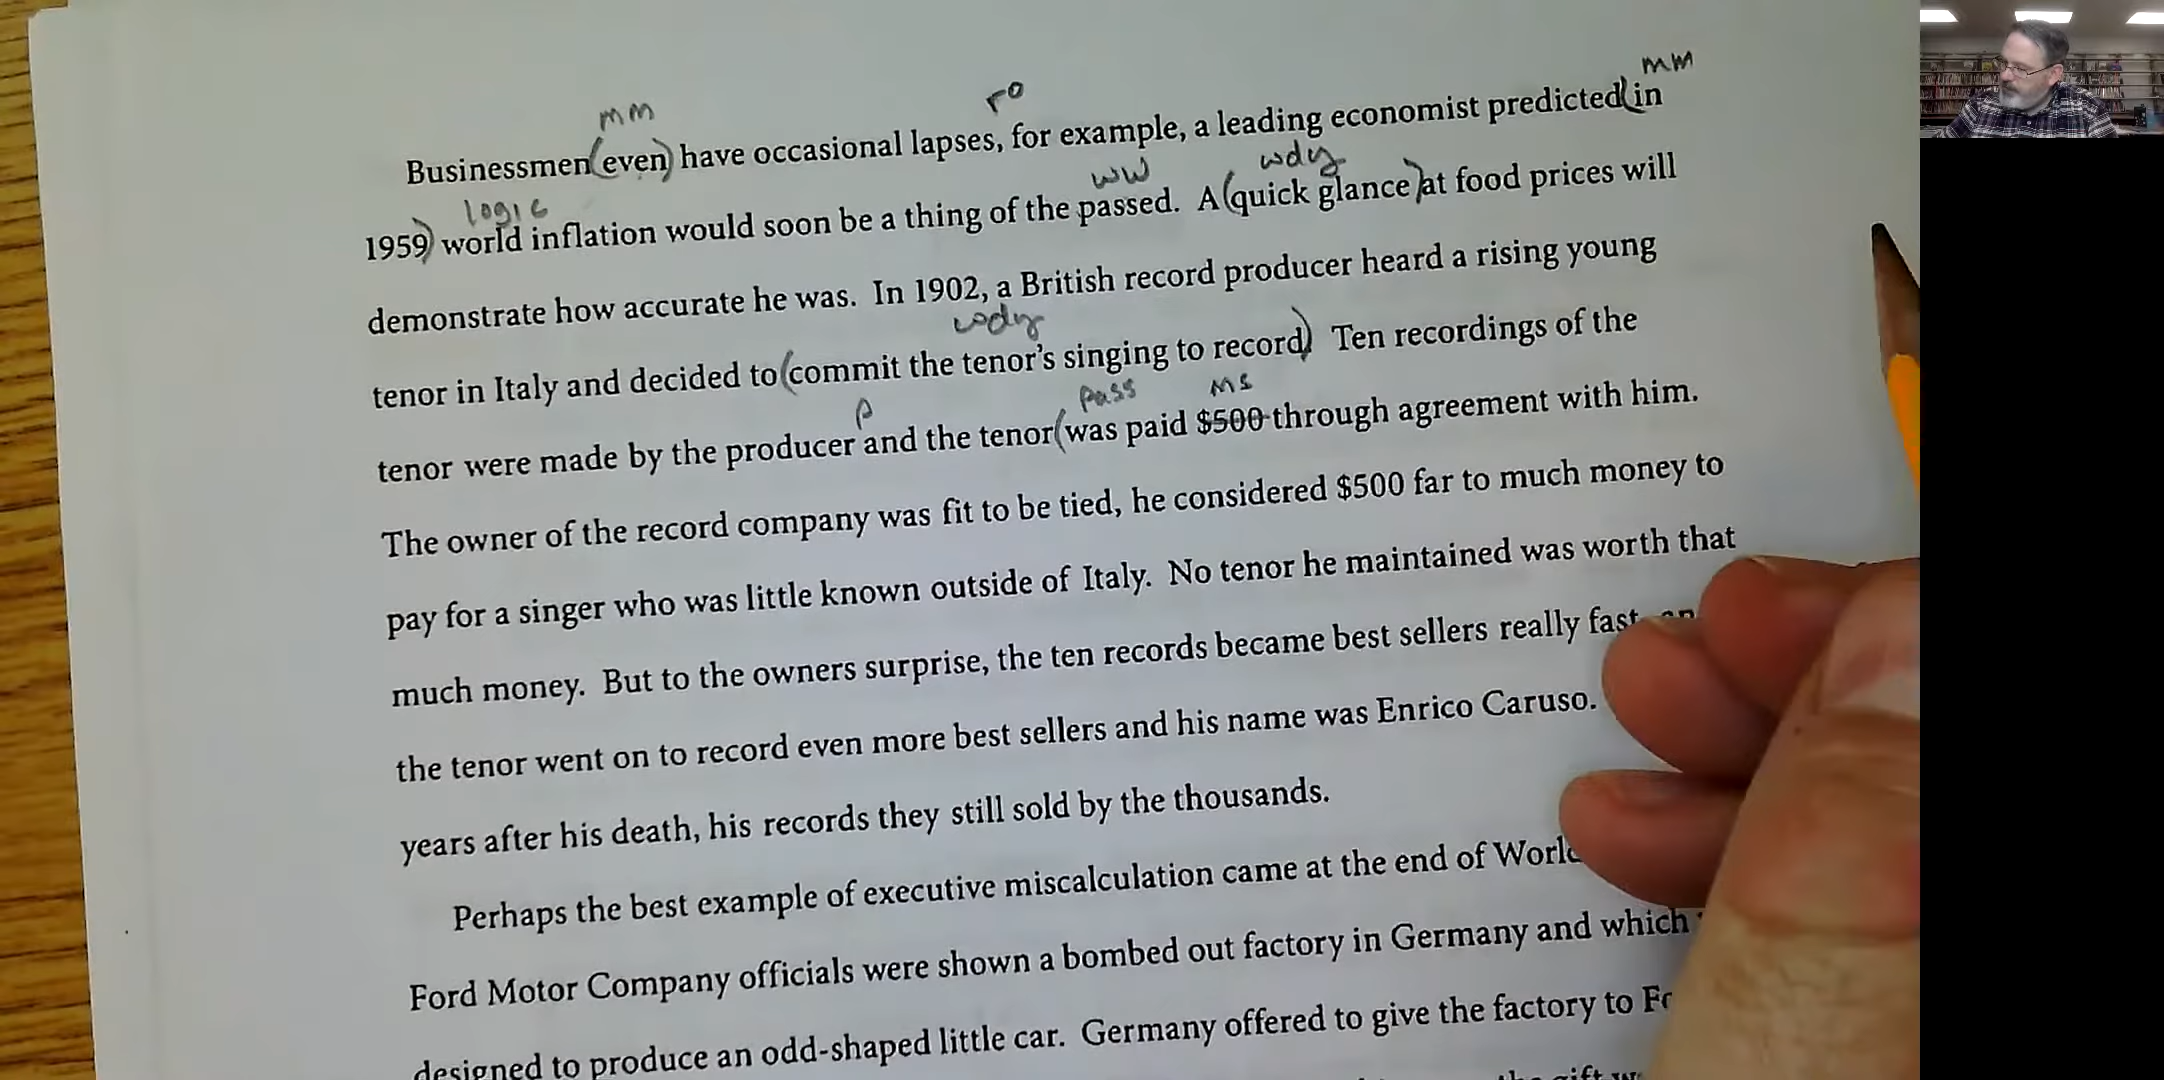 mm
ro
mm
Businessmen (even) have occasional lapses, for example, a leading economist predicted (in
logic
ww
wdy
1959) world inflation would soon be a thing of the passed. A (quick glance) at food prices will
demonstrate how accurate he was. In 1902, a British record producer heard a rising young
wdy
tenor in Italy and decided to (commit the tenor's singing to record) Ten recordings of the
p
pass
ms
tenor were made by the producer and the tenor (was paid $500 through agreement with him.
The owner of the record company was fit to be tied, he considered $500 far to much money to
pay for a singer who was little known outside of Italy. No tenor he maintained was worth that
much money. But to the owners surprise, the ten records became best sellers really fast
the tenor went on to record even more best sellers and his name was Enrico Caruso.
years after his death, his records they still sold by the thousands.
Perhaps the best example of executive miscalculation came at the end of
Ford Motor Company officials were shown a bombed out factory in Germany and which
designed to produce an odd-shaped little car. Germany offered to give the factory to
gift